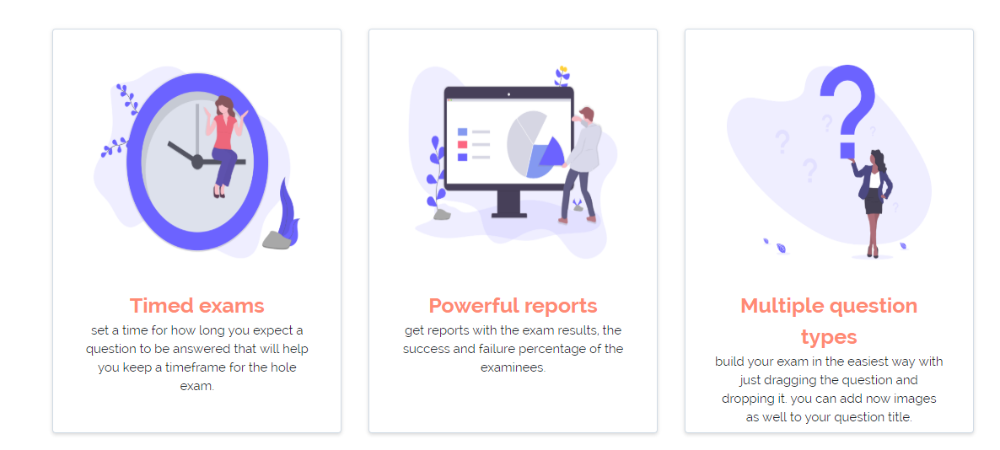 Timed exams
set a time for how long you expect a
question to be answered that will help
you keep a timeframe for the hole
exam.
Powerful reports
get reports with the exam results, the
success and failure percentage of the
examinees.
Multiple question
types
build your exam in the easiest way with
just dragging the question and
dropping it. you can add now images
as well to your question title.